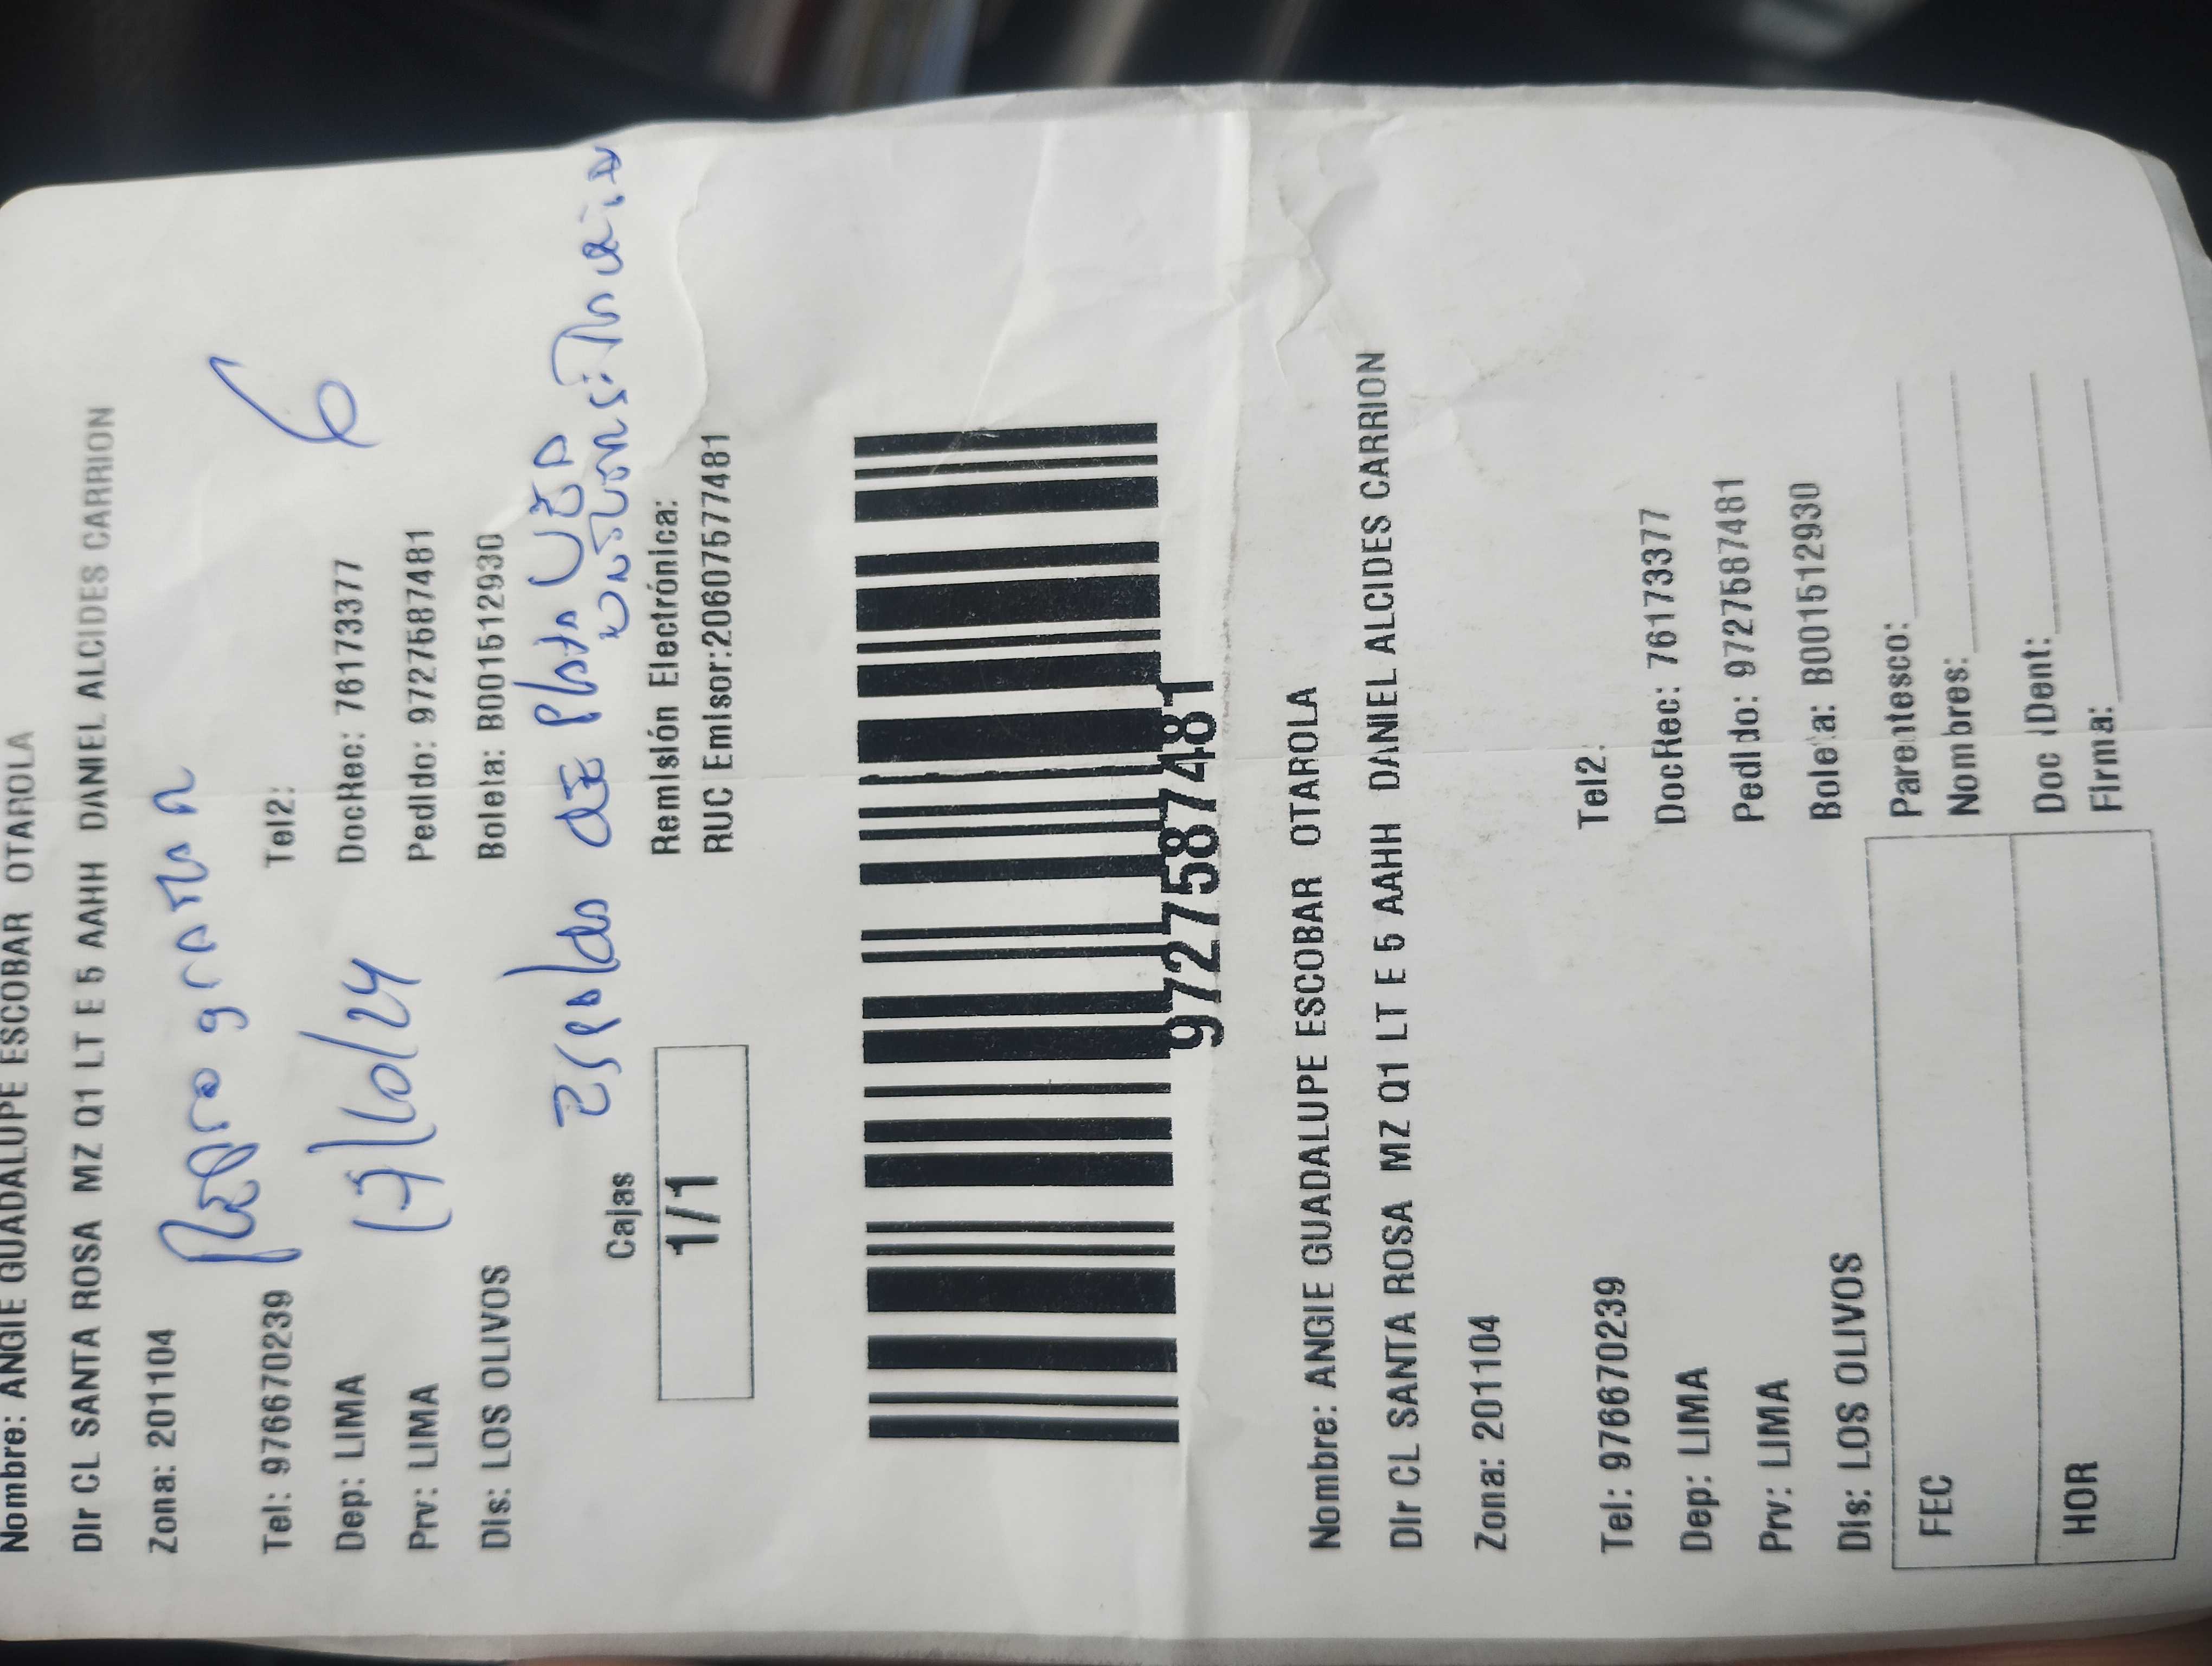 Nombre: ANGIE GUADALUPE ESCOBAR OTAROLA
Dir CL SANTA ROSA MZ Q1 LT E 5 AAHH DANIEL ALCIDES CARRION
Zona: 201104
Tel: 976670239 Tel2:
6
Dep: LIMA 17/10/24 DocRec: 76173377
Prv: LIMA Pedido: 9727587481
Dis: LOS OLIVOS Boleta: B001512930
Espalda de Plata
Cajas
1/1
Remisión Electrónica:
RUC Emisor:20607577481
9727587481
Nombre: ANGIE GUADALUPE ESCOBAR OTAROLA
Dir CL SANTA ROSA MZ Q1 LT E 5 AAHH DANIEL ALCIDES CARRION
Zona: 201104
Tel: 976670239 Tel2:
Dep: LIMA DocRec: 76173377
Prv: LIMA Pedido: 9727587481
Dis: LOS OLIVOS Boleta: B001512930
FEC Parentesco:
Nombres:
HOR Doc IDent:
Firma: